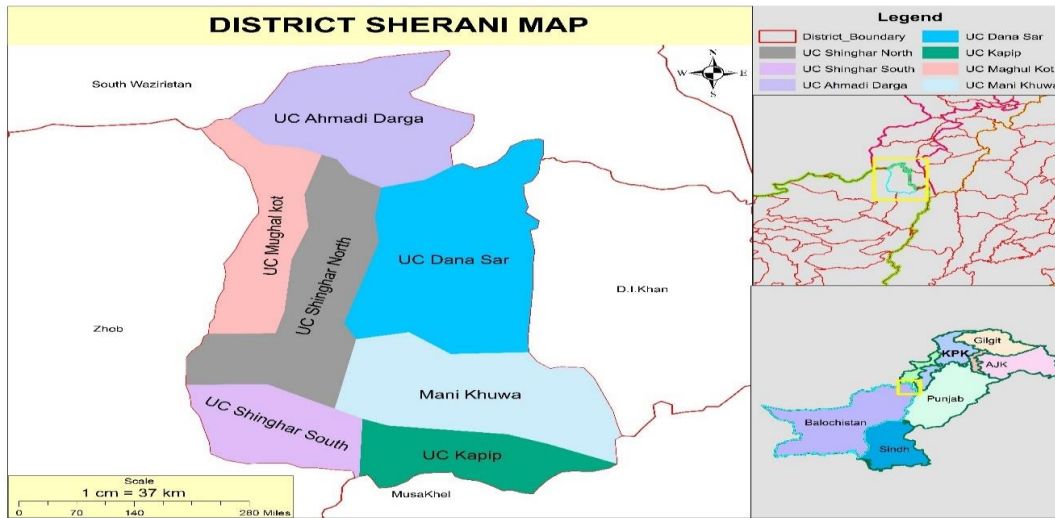 DISTRICT SHERANI MAP
South Waziristan
N
W E
S
UC Ahmadi Darga
UC Mughal kot
UC Shinghar North
UC Dana Sar
D.I.Khan
Zhob
Mani Khuwa
UC Shinghar South
UC Kapip
MusaKhel
Scale
1 cm = 37 km
0 70 140 280 Miles
Legend
District_Boundary
UC Shinghar North
UC Shinghar South
UC Ahmadi Darga
UC Dana Sar
UC Kapip
UC Maghul Kot
UC Mani Khuwa
Gilgit
KPK
AJK
Punjab
Balochistan
Sindh